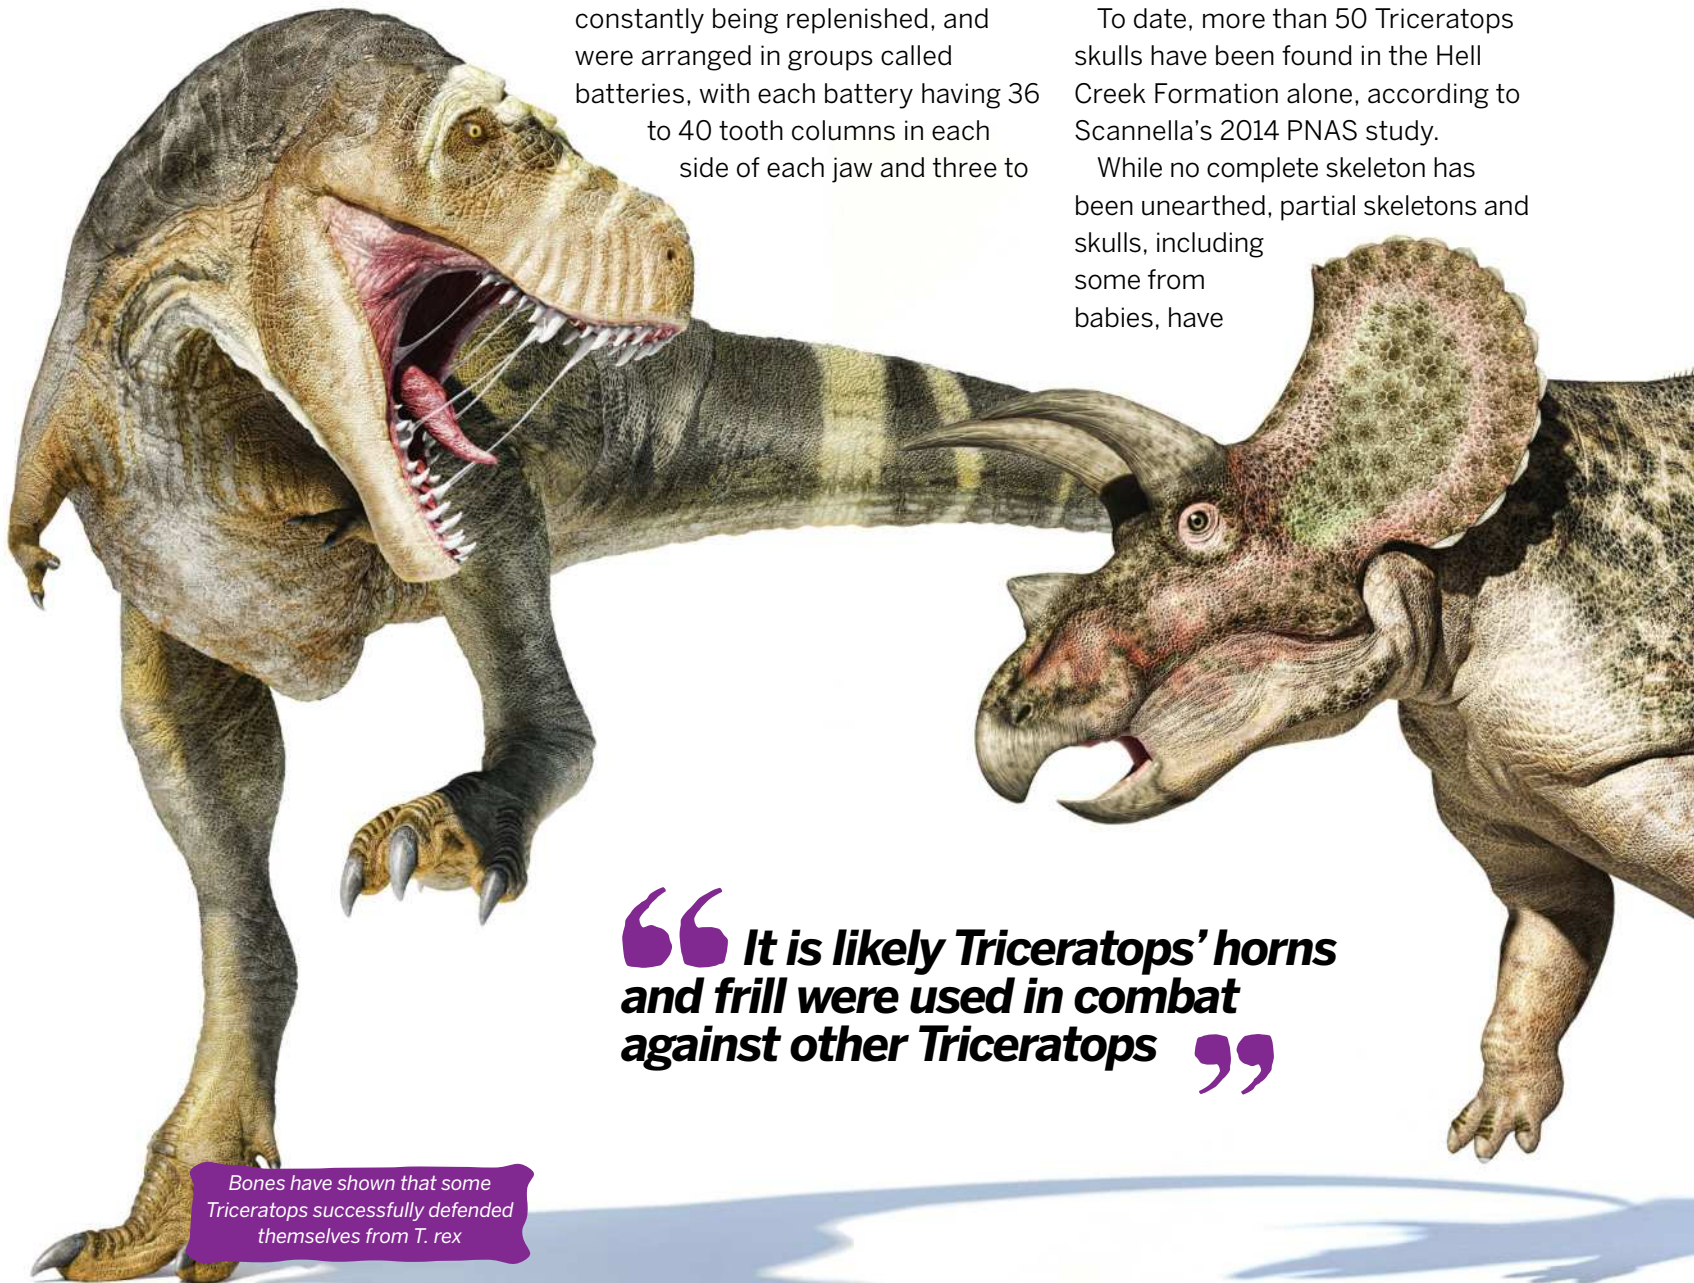 constantly being replenished, and
were arranged in groups called
batteries, with each battery having 36
to 40 tooth columns in each
side of each jaw and three to
To date, more than 50 Triceratops
skulls have been found in the Hell
Creek Formation alone, according to
Scannella’s 2014 PNAS study.
While no complete skeleton has
been unearthed, partial skeletons and
skulls, including
some from
babies, have
“ It is likely Triceratops’ horns
and frill were used in combat
against other Triceratops ”
Bones have shown that some
Triceratops successfully defended
themselves from T. rex